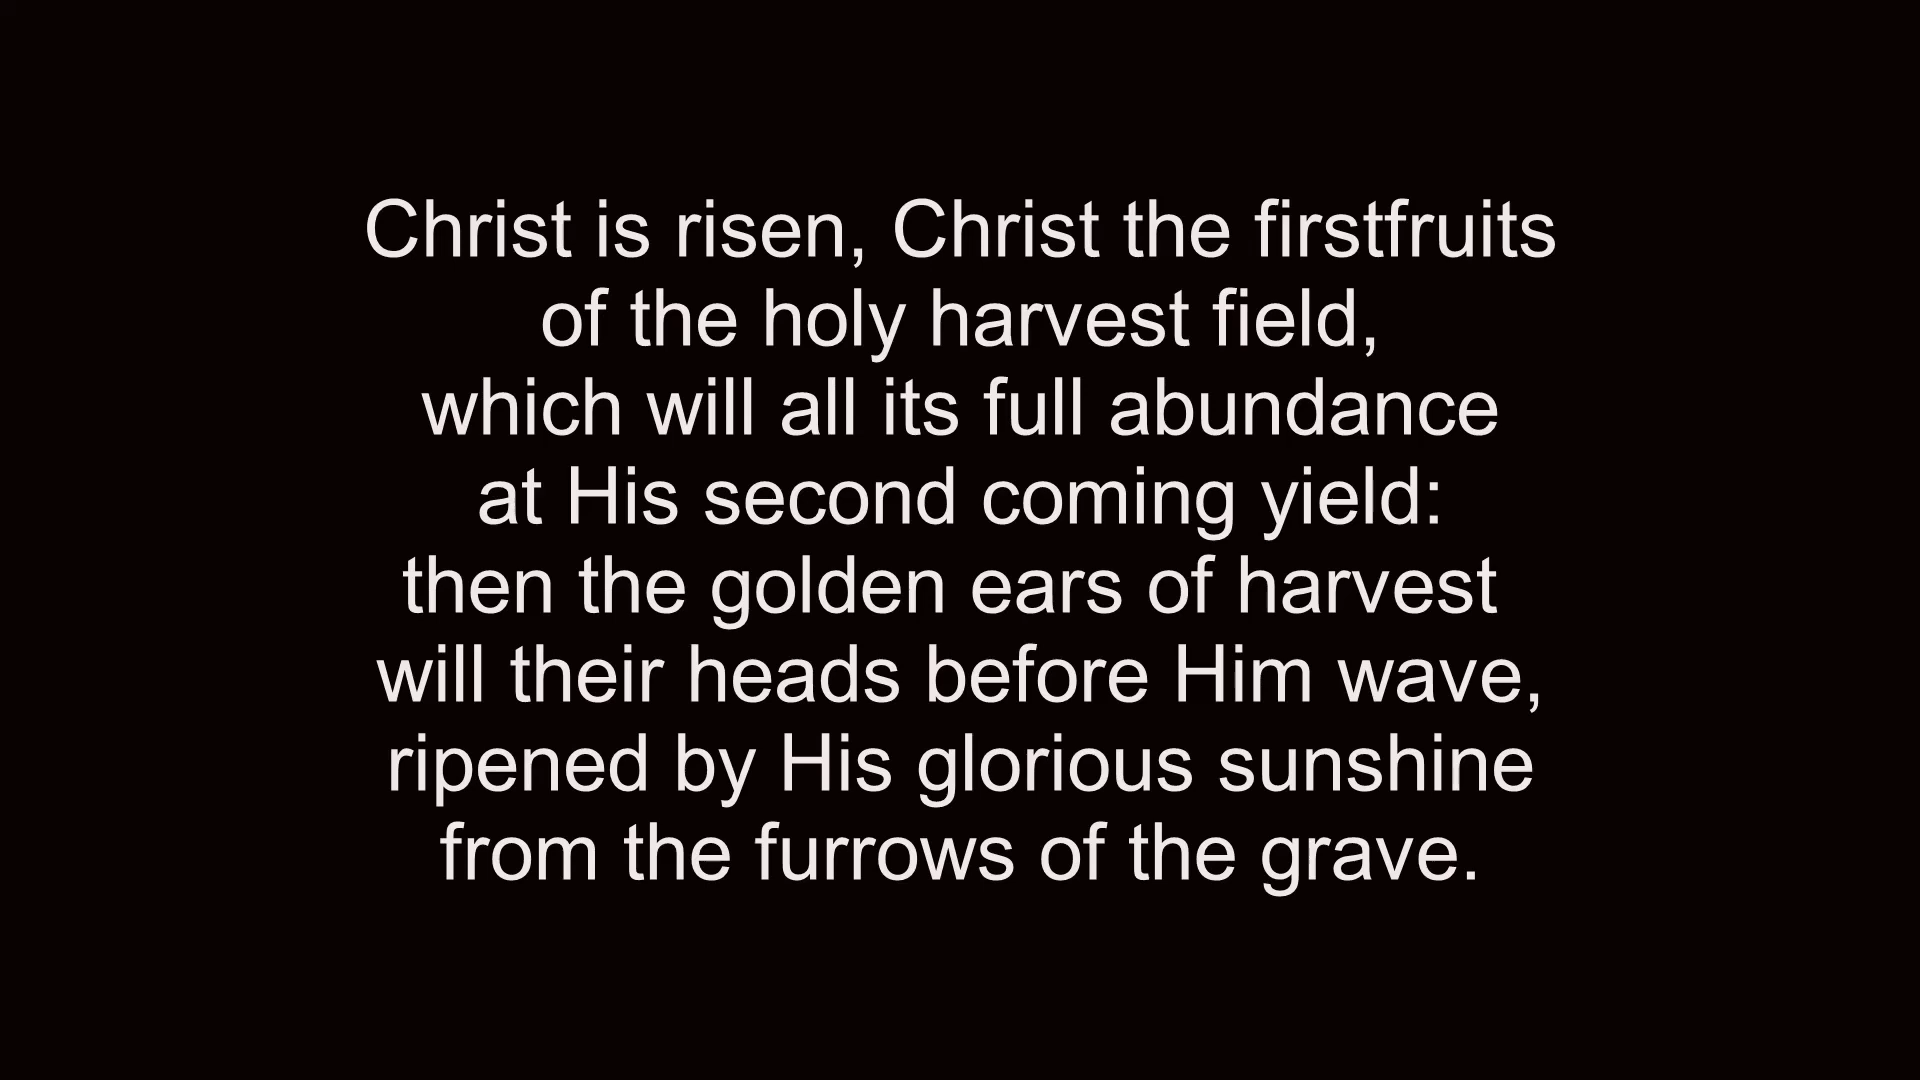 Christ is risen, Christ the firstfruits
of the holy harvest field,
which will all its full abundance
at His second coming yield:
then the golden ears of harvest
will their heads before Him wave,
ripened by His glorious sunshine
from the furrows of the grave.